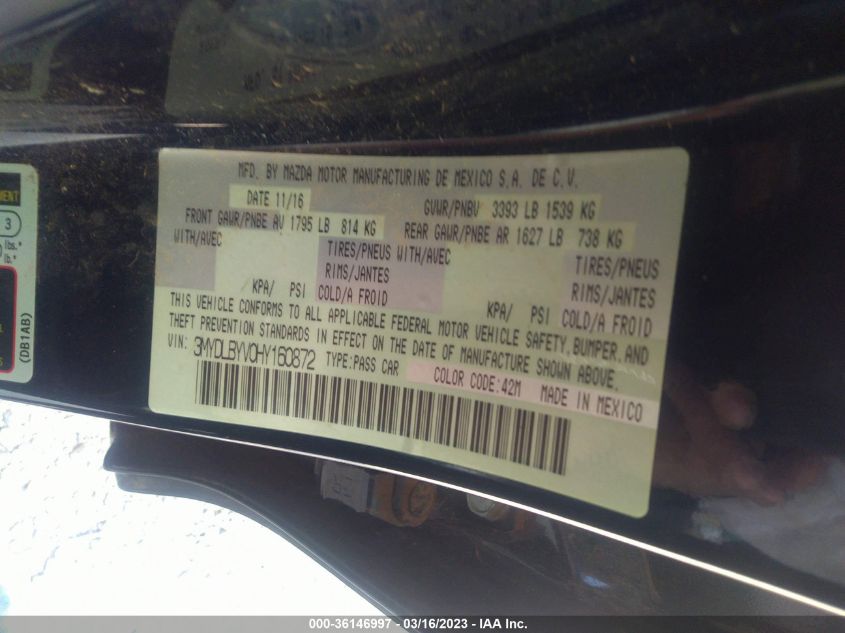 MFD. BY MAZDA MOTOR MANUFACTURING DE MEXICO S.A. DE C.V.
DATE 11/16
GVWR/PNBV 3393 LB 1539 KG
FRONT GAWR/PNBE AV 1795 LB 814 KG
REAR GAWR/PNBE AR 1627 LB 738 KG
WITH/AVEC
TIRES/PNEUS
RIMS/JANTES
KPA/ PSI COLD/A FROID
WITH/AVEC
TIRES/PNEUS
RIMS/JANTES
KPA/ PSI COLD/A FROID
THIS VEHICLE CONFORMS TO ALL APPLICABLE FEDERAL MOTOR VEHICLE SAFETY, BUMPER, AND
THEFT PREVENTION STANDARDS IN EFFECT ON THE DATE OF MANUFACTURE SHOWN ABOVE.
VIN: 3MYDLBYV0HY160872 TYPE:PASS CAR
COLOR CODE:42M MADE IN MEXICO
3
lbs.*
lb.*
(DB1AB)
000-36146997 - 03/16/2023 - IAA Inc.